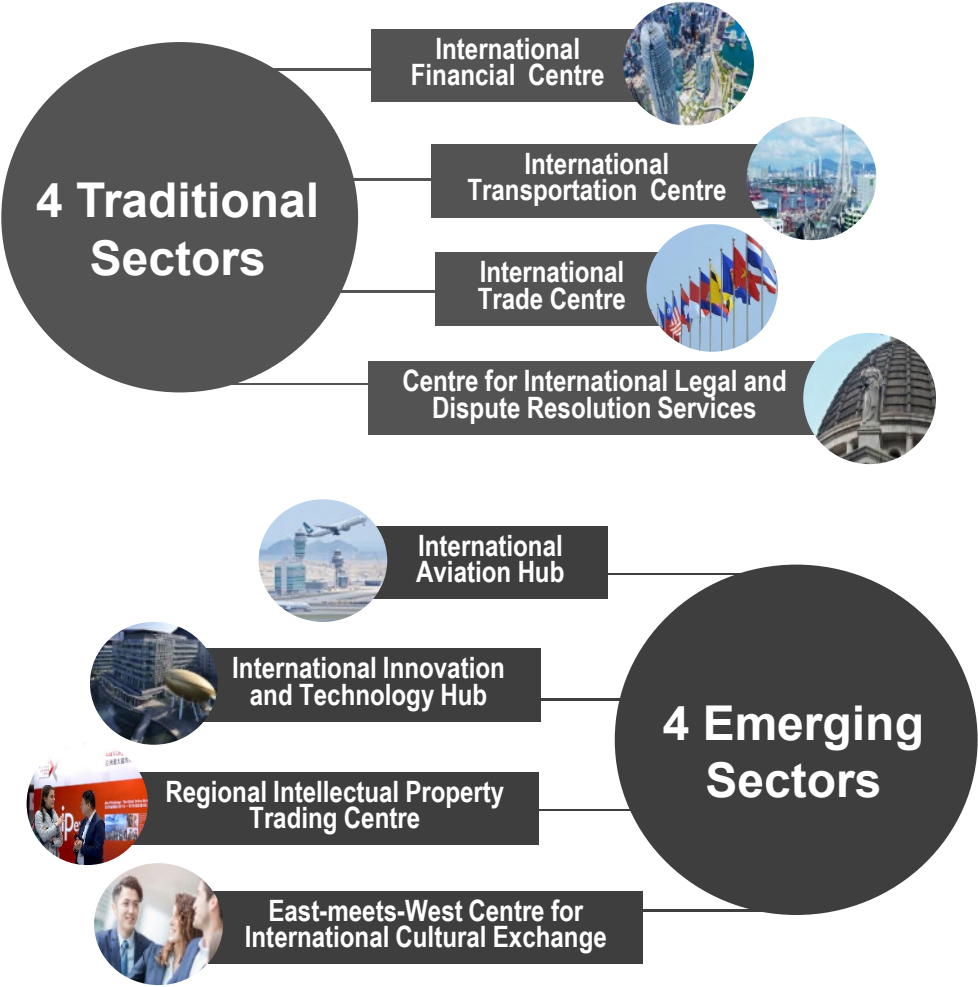 4 Traditional
Sectors
International
Financial Centre
International
Transportation Centre
International
Trade Centre
Centre for International Legal and
Dispute Resolution Services
International
Aviation Hub
International Innovation
and Technology Hub
Regional Intellectual Property
Trading Centre
East-meets-West Centre for
International Cultural Exchange
4 Emerging
Sectors